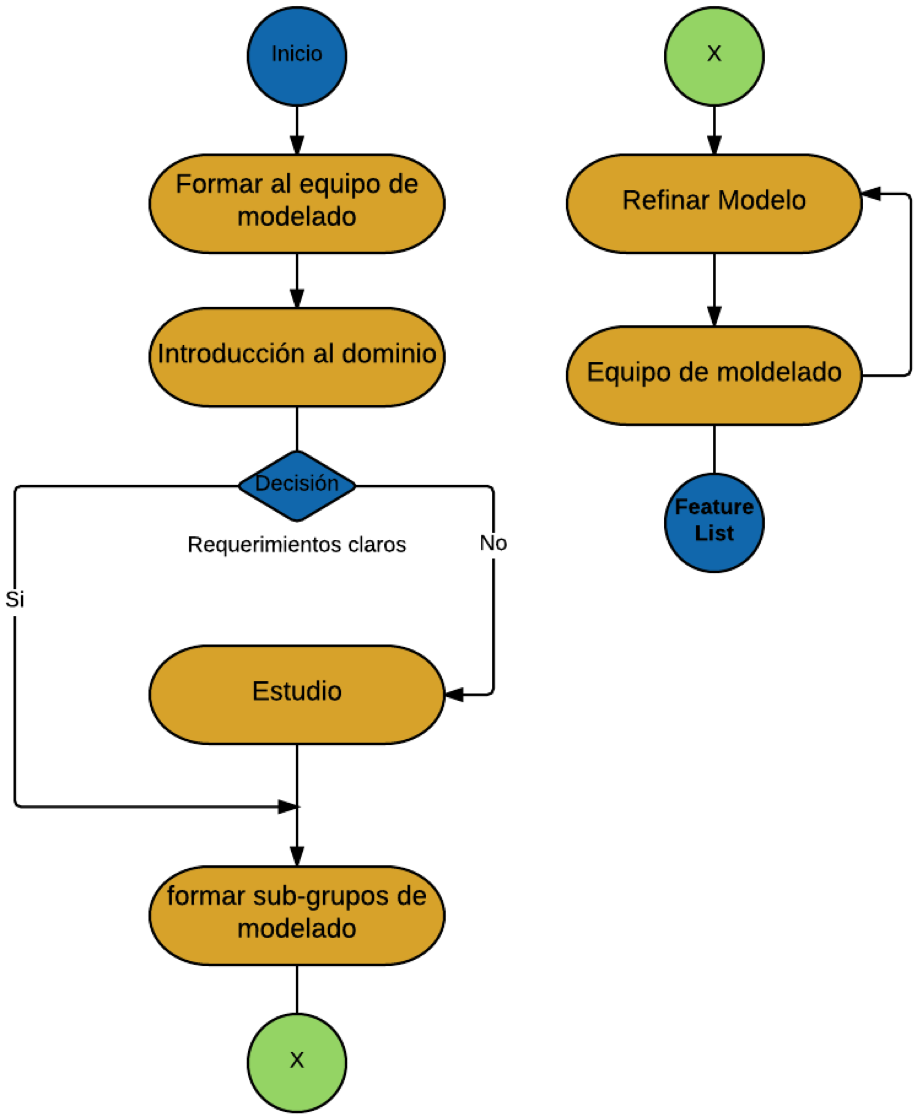 Inicio
Formar al equipo de
modelado
Introducción al dominio
Decisión
Requerimientos claros
No
Si
Estudio
formar sub-grupos de
modelado
X
X
Refinar Modelo
Equipo de moldelado
Feature
List